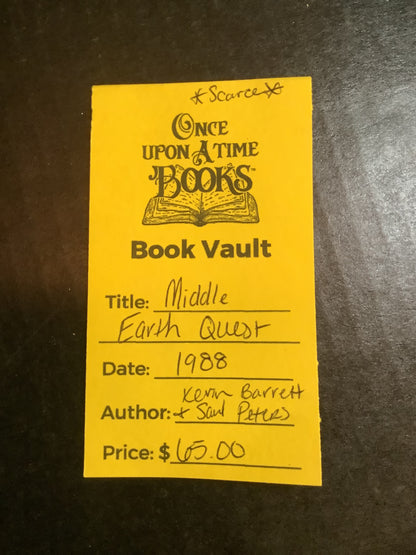 *Scarce*
Once
Upon A Time
Books™
Book Vault
Title: Middle
Earth Quest
Date: 1988
Kevin Barrett
Author: + Saul Peters
Price: $65.00